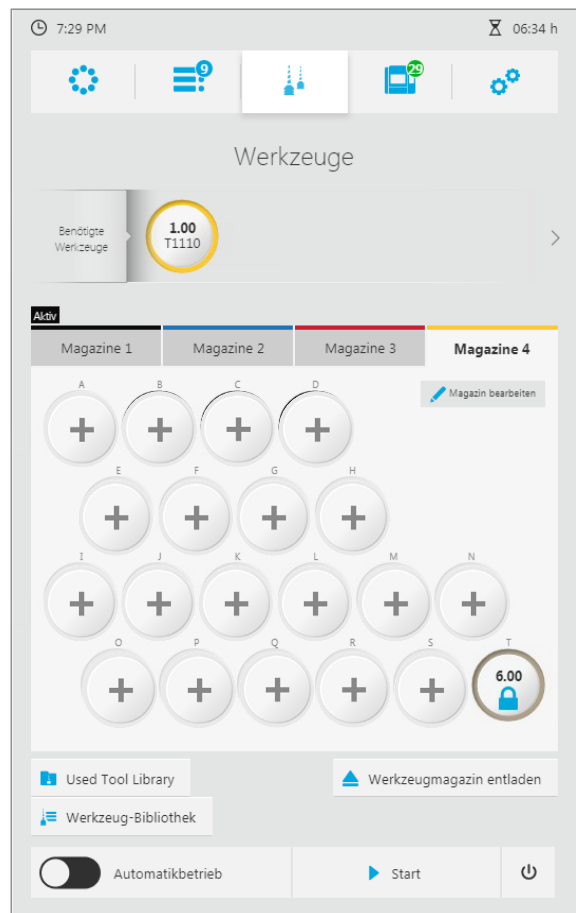 7:29 PM
06:34 h
9
29
Werkzeuge
Benötigte
Werkzeuge
1.00
T1110
Aktiv
Magazine 1
Magazine 2
Magazine 3
Magazine 4
A
B
C
D
Magazin bearbeiten
E
F
G
H
I
J
K
L
M
N
O
P
Q
R
S
T
6.00
Used Tool Library
Werkzeugmagazin entladen
Werkzeug-Bibliothek
Automatikbetrieb
Start